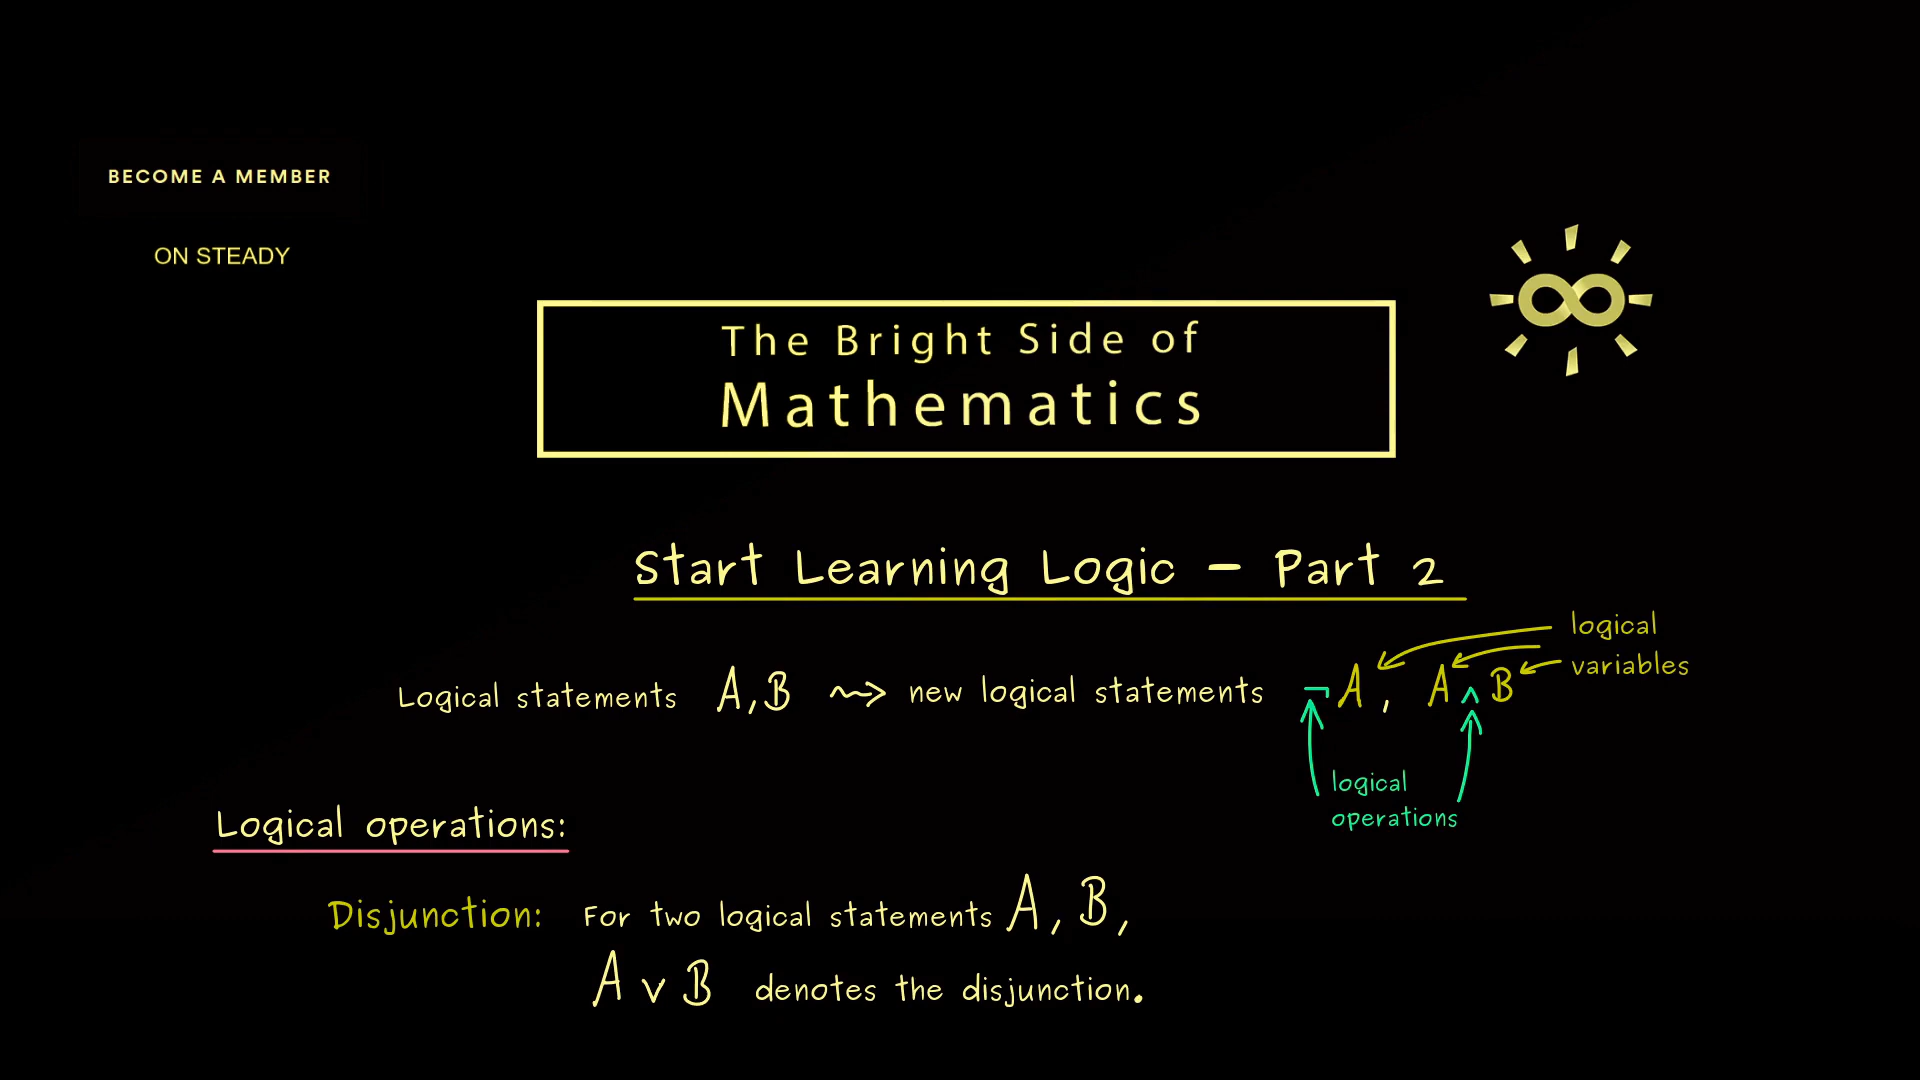 BECOME A MEMBER
ON STEADY
The Bright Side of
Mathematics
Start Learning Logic – Part 2
Logical statements A, B ⇝ new logical statements ¬A, A ∧ B
logical
variables
logical
operations
Logical operations:
Disjunction: For two logical statements A, B,
A ∨ B denotes the disjunction.